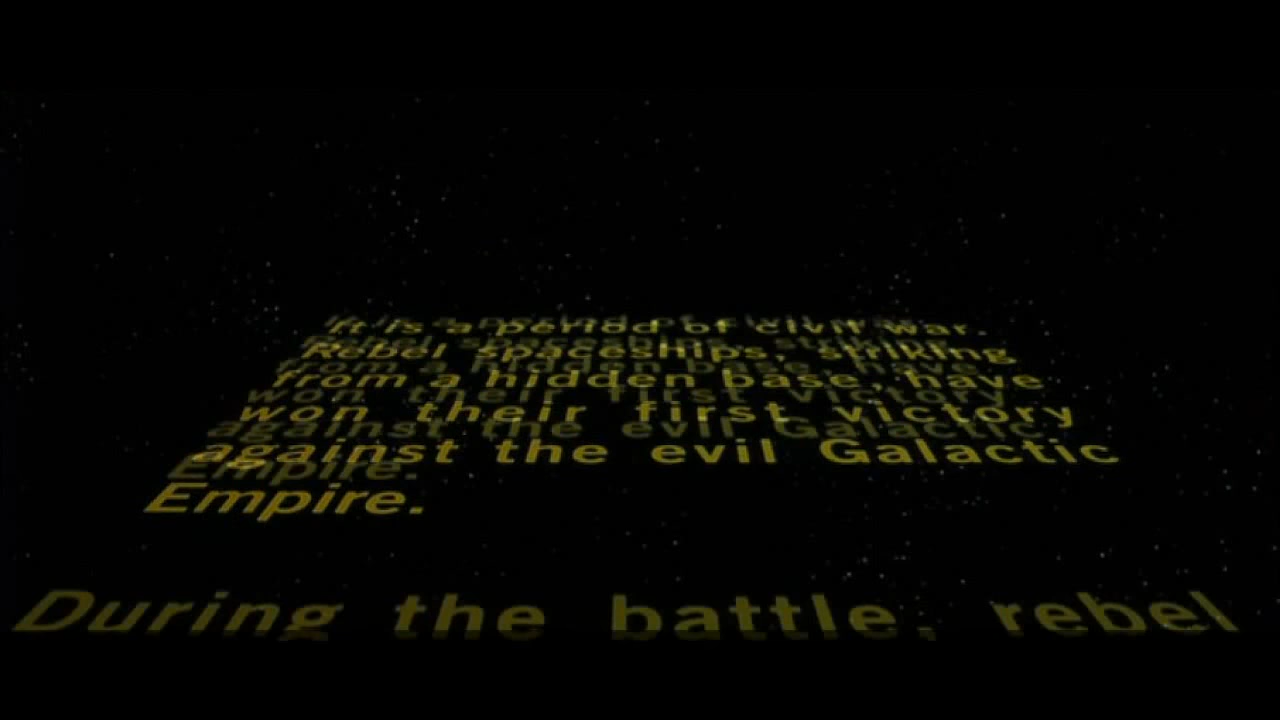 It is a period of civil war.
Rebel spaceships, striking
from a hidden base, have
won their first victory
against the evil Galactic
Empire.
During the battle, rebel